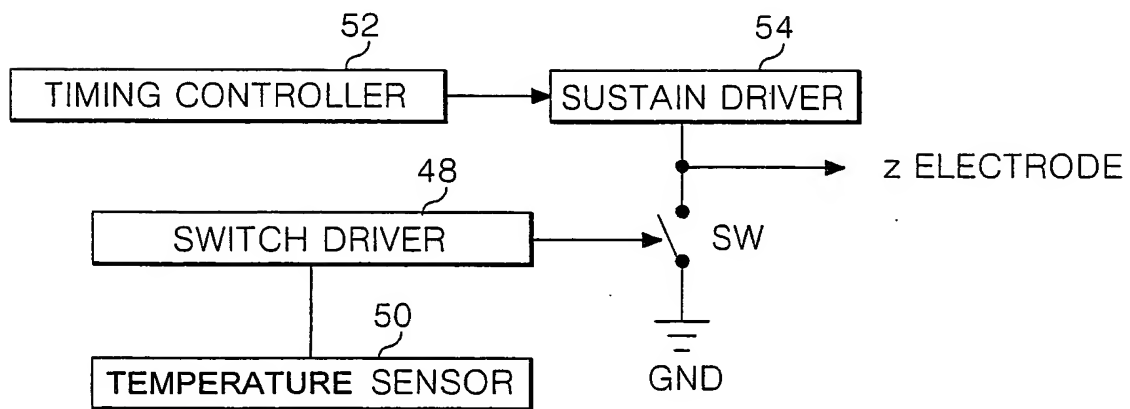 52
54
TIMING CONTROLLER
SUSTAIN DRIVER
z ELECTRODE
48
SWITCH DRIVER
SW
50
TEMPERATURE SENSOR
GND